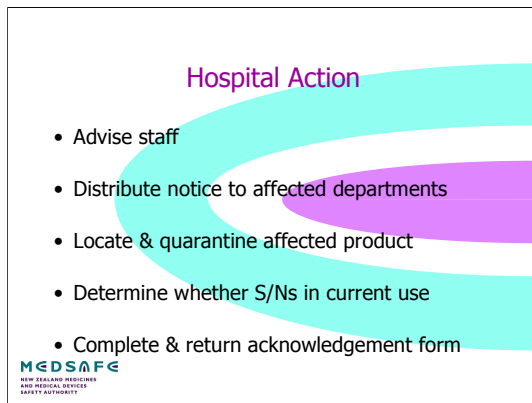 Hospital Action
• Advise staff
• Distribute notice to affected departments
• Locate & quarantine affected product
• Determine whether S/Ns in current use
• Complete & return acknowledgement form
MEDSAFE
NEW ZEALAND MEDICINES
AND MEDICAL DEVICES
SAFETY AUTHORITY